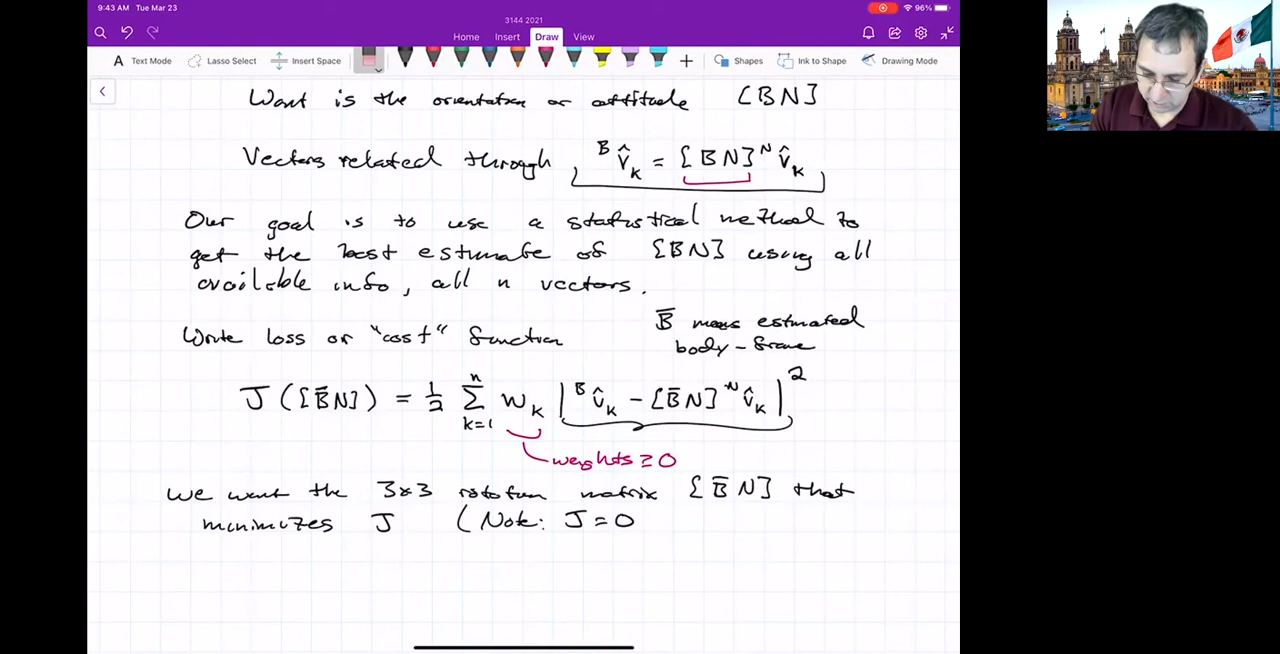 9:43 AM Tue Mar 23
96%
3144 2021
Home Insert Draw View
Text Mode Lasso Select Insert Space Shapes Ink to Shape Drawing Mode
Want is the orientation or attitude [BN]
Vectors related through ᴮv̂ₖ = [BN] ᴺv̂ₖ
Our goal is to use a statistical method to
get the best estimate of [BN] using all
available info, all n vectors.
Write loss or "cost" function
B̄ means estimated
body-frame
J([B̄N]) = ½ Σₖ₌₁ⁿ wₖ |ᴮv̂ₖ - [B̄N] ᴺv̂ₖ|²
weights ≥ 0
we want the 3x3 rotation matrix [B̄N] that
minimizes J (Note: J = 0